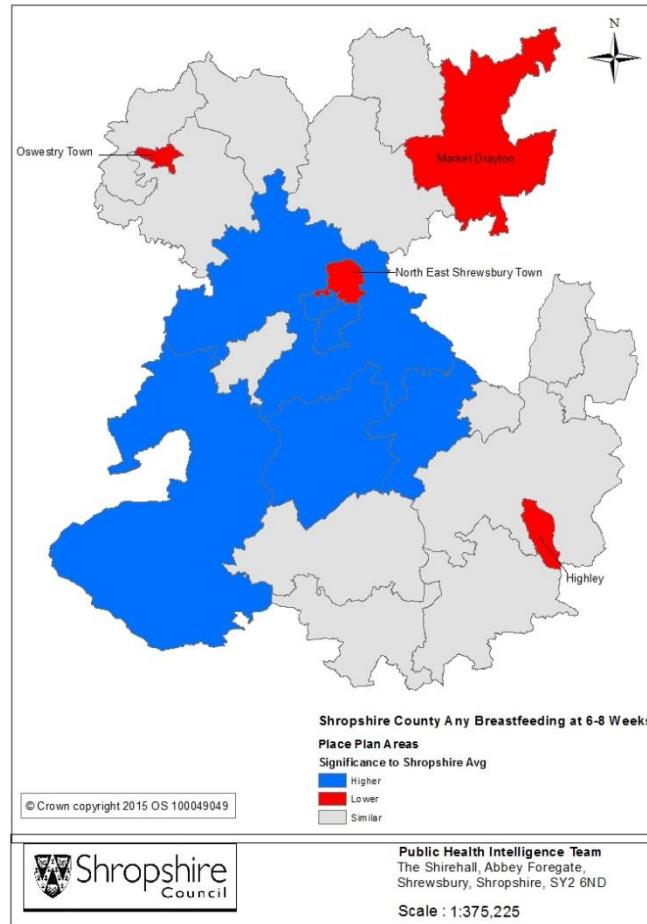 N
Oswestry Town
Market Drayton
North East Shrewsbury Town
Highley
Shropshire County Any Breastfeeding at 6-8 Weeks
Place Plan Areas
Significance to Shropshire Avg
Higher
Lower
Similar
© Crown copyright 2015 OS 100049049
Shropshire
Council
Public Health Intelligence Team
The Shirehall, Abbey Foregate,
Shrewsbury, Shropshire, SY2 6ND
Scale : 1:375,225